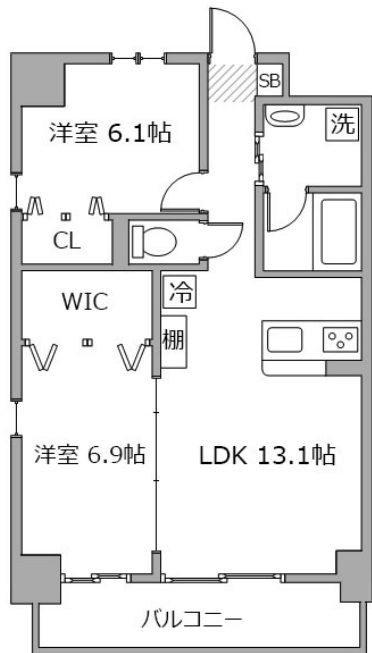 SB
洗
洋室 6.1帖
CL
WIC
冷
棚
洋室 6.9帖
LDK 13.1帖
バルコニー